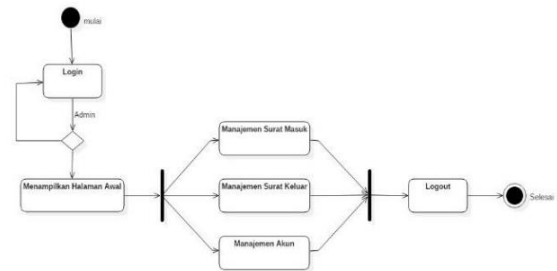 mulai
Login
Admin
Menampilkan Halaman Awal
Manajemen Surat Masuk
Manajemen Surat Keluar
Manajemen Akun
Logout
Selesai